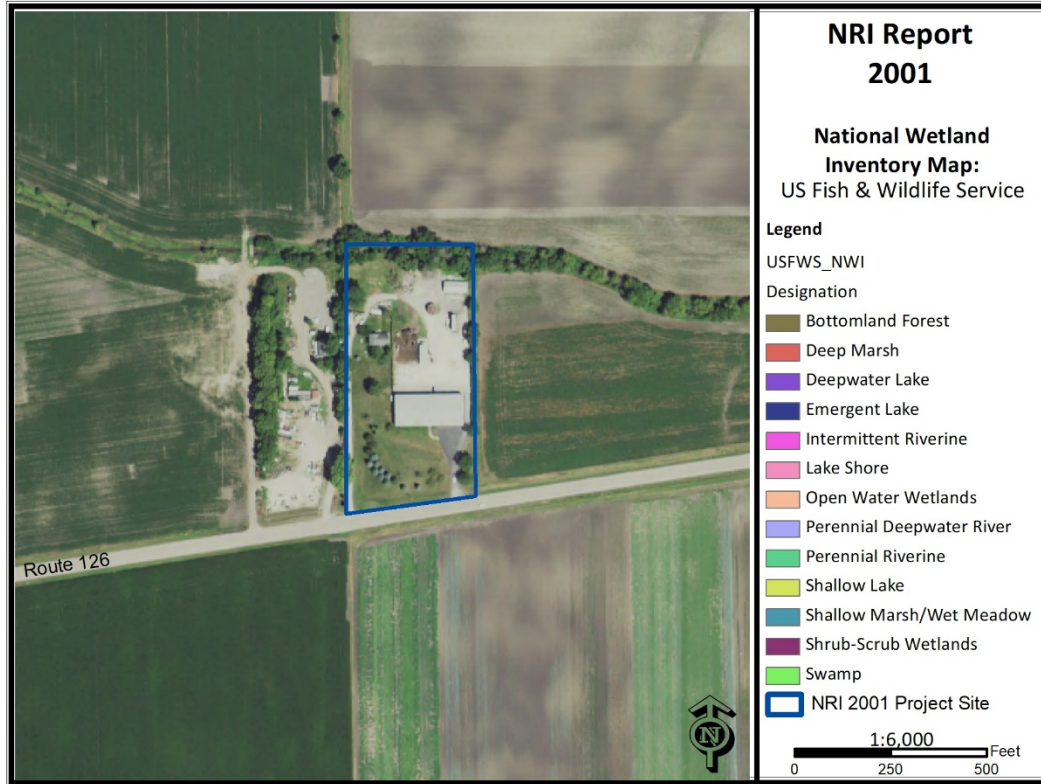 NRI Report
2001
National Wetland
Inventory Map:
US Fish & Wildlife Service
Legend
USFWS_NWI
Designation
Bottomland Forest
Deep Marsh
Deepwater Lake
Emergent Lake
Intermittent Riverine
Lake Shore
Open Water Wetlands
Perennial Deepwater River
Perennial Riverine
Shallow Lake
Shallow Marsh/Wet Meadow
Shrub-Scrub Wetlands
Swamp
NRI 2001 Project Site
1:6,000
Feet
0 250 500
Route 126
N